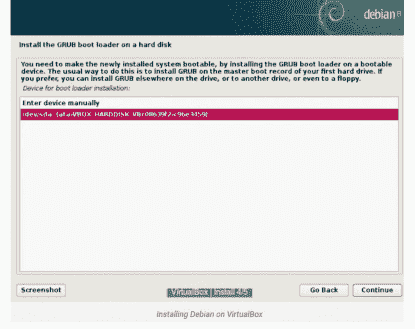 debian 8
Install the GRUB boot loader on a hard disk
You need to make the newly installed system bootable, by installing the GRUB boot loader on a bootable
device. The usual way to do this is to install GRUB on the master boot record of your first hard drive. If
you prefer, you can install GRUB elsewhere on the drive, or to another drive, or even to a floppy.
Device for boot loader installation:
Enter device manually
Screenshot
Go Back
Continue
Installing Debian on VirtualBox